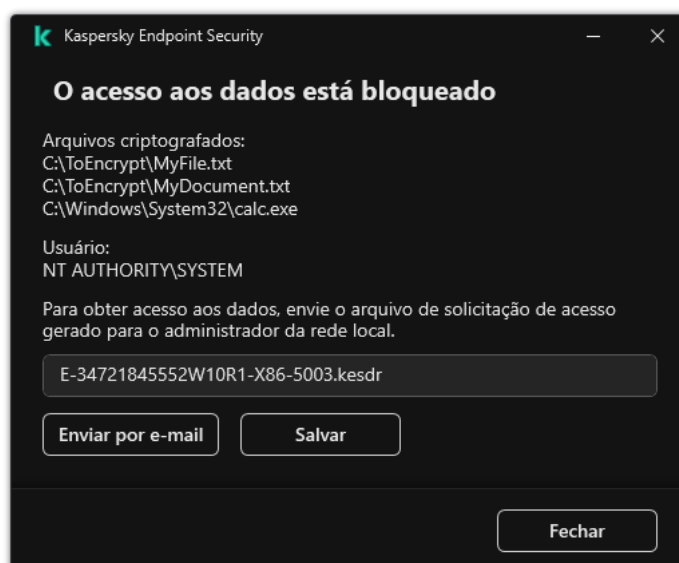 Kaspersky Endpoint Security
O acesso aos dados está bloqueado
Arquivos criptografados:
C:\ToEncrypt\MyFile.txt
C:\ToEncrypt\MyDocument.txt
C:\Windows\System32\calc.exe
Usuário:
NT AUTHORITY\SYSTEM
Para obter acesso aos dados, envie o arquivo de solicitação de acesso
gerado para o administrador da rede local.
E-34721845552W10R1-X86-5003.kesdr
Enviar por e-mail
Salvar
Fechar